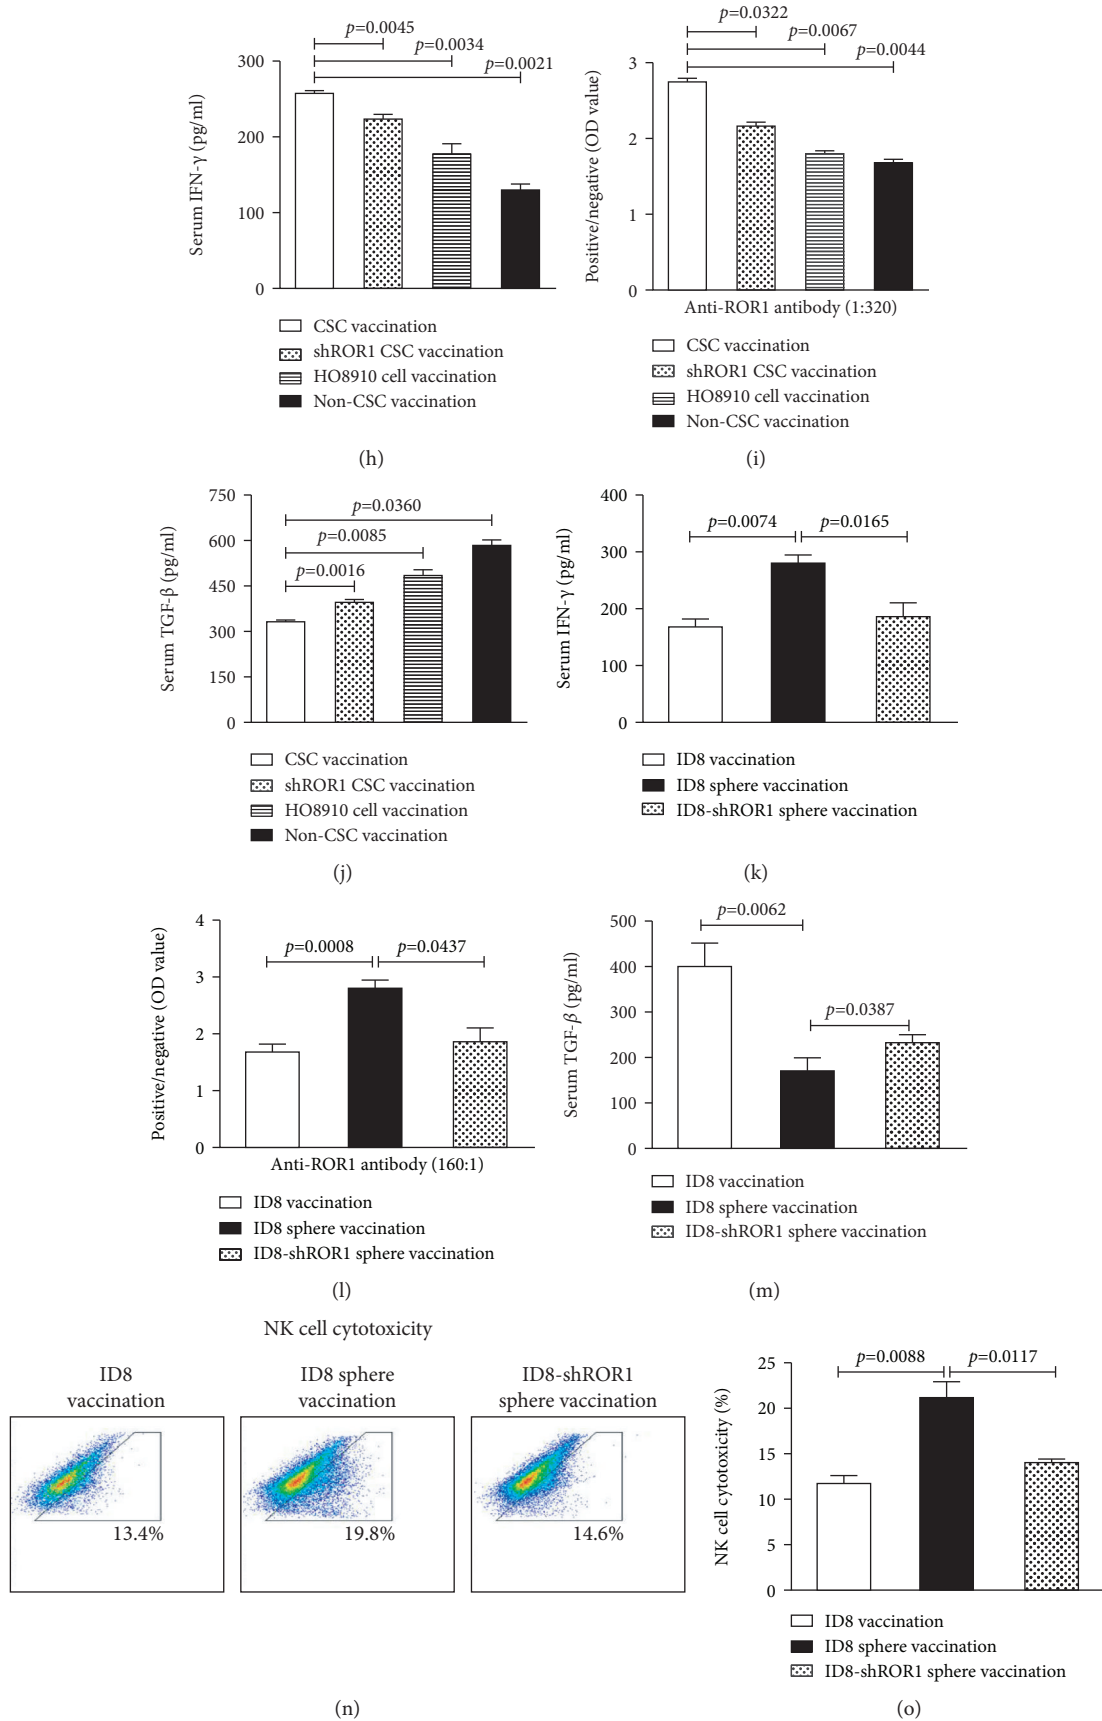 p=0.0045
p=0.0034
p=0.0021
Serum IFN-γ (pg/ml)
300
200
100
0
CSC vaccination
shROR1 CSC vaccination
HO8910 cell vaccination
Non-CSC vaccination
(h)
p=0.0322
p=0.0067
p=0.0044
Positive/negative (OD value)
3
2
1
0
Anti-ROR1 antibody (1:320)
CSC vaccination
shROR1 CSC vaccination
HO8910 cell vaccination
Non-CSC vaccination
(i)
Serum TGF-β (pg/ml)
750
600
450
300
150
0
p=0.0360
p=0.0085
p=0.0016
CSC vaccination
shROR1 CSC vaccination
HO8910 cell vaccination
Non-CSC vaccination
(j)
Serum IFN-γ (pg/ml)
400
300
200
100
0
p=0.0074
p=0.0165
ID8 vaccination
ID8 sphere vaccination
ID8-shROR1 sphere vaccination
(k)
Positive/negative (OD value)
4
3
2
1
0
p=0.0008
p=0.0437
Anti-ROR1 antibody (160:1)
ID8 vaccination
ID8 sphere vaccination
ID8-shROR1 sphere vaccination
(l)
Serum TGF-β (pg/ml)
500
400
300
200
100
0
p=0.0062
p=0.0387
ID8 vaccination
ID8 sphere vaccination
ID8-shROR1 sphere vaccination
(m)
NK cell cytotoxicity
ID8
vaccination
13.4%
ID8 sphere
vaccination
19.8%
ID8-shROR1
sphere vaccination
14.6%
(n)
NK cell cytotoxicity (%)
25
20
15
10
5
0
p=0.0088
p=0.0117
ID8 vaccination
ID8 sphere vaccination
ID8-shROR1 sphere vaccination
(o)